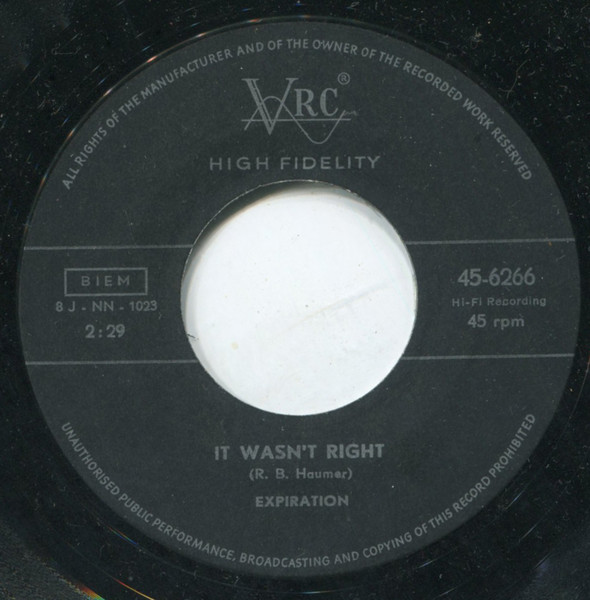 ALL RIGHTS OF THE MANUFACTURER AND OF THE OWNER OF THE RECORDED WORK RESERVED
VRC®
HIGH FIDELITY
BIEM
8 J - NN - 1023
2:29
45-6266
Hi-Fi Recording
45 rpm
IT WASN'T RIGHT
(R. B. Haumer)
EXPIRATION
UNAUTHORISED PUBLIC PERFORMANCE, BROADCASTING AND COPYING OF THIS RECORD PROHIBITED